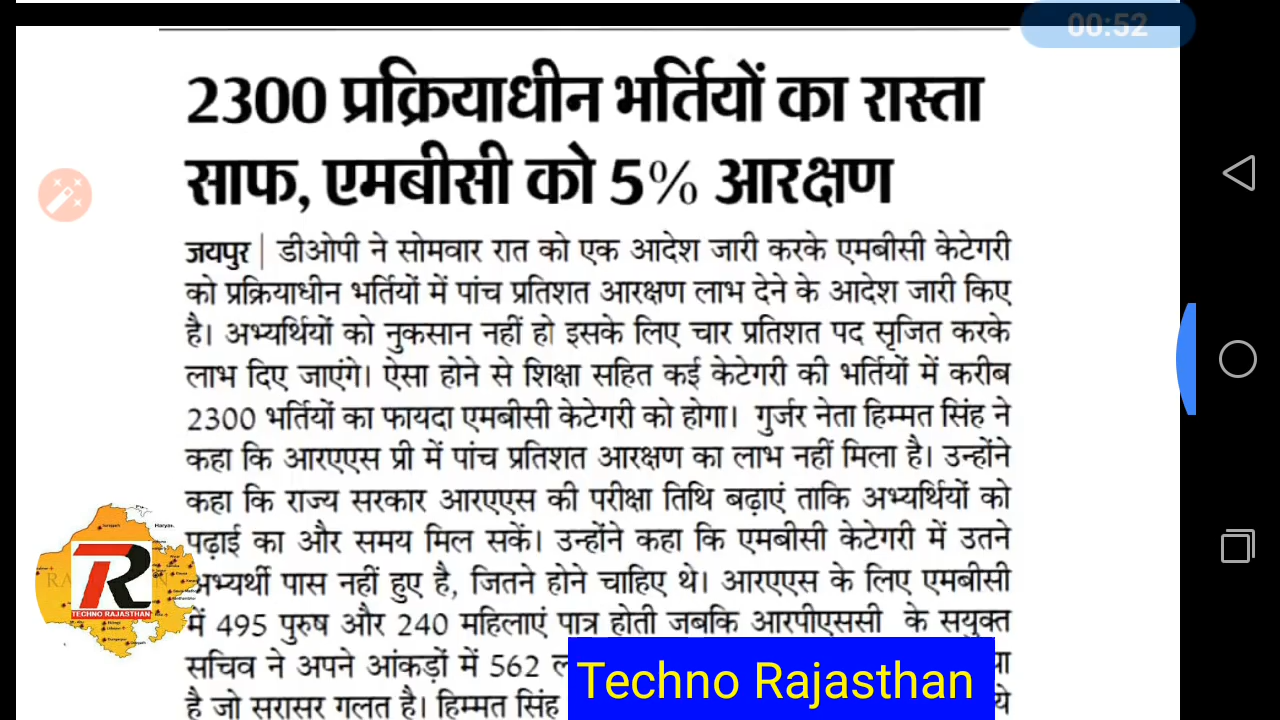 00:52
2300 प्रक्रियाधीन भर्तियों का रास्ता
साफ, एमबीसी को 5% आरक्षण
जयपुर | डीओपी ने सोमवार रात को एक आदेश जारी करके एमबीसी केटेगरी
को प्रक्रियाधीन भर्तियों में पांच प्रतिशत आरक्षण लाभ देने के आदेश जारी किए
है। अभ्यर्थियों को नुकसान नहीं हो इसके लिए चार प्रतिशत पद सृजित करके
लाभ दिए जाएंगे। ऐसा होने से शिक्षा सहित कई केटेगरी की भर्तियों में करीब
2300 भर्तियों का फायदा एमबीसी केटेगरी को होगा। गुर्जर नेता हिम्मत सिंह ने
कहा कि आरएएस प्री में पांच प्रतिशत आरक्षण का लाभ नहीं मिला है। उन्होंने
कहा कि राज्य सरकार आरएएस की परीक्षा तिथि बढ़ाएं ताकि अभ्यर्थियों को
पढ़ाई का और समय मिल सकें। उन्होंने कहा कि एमबीसी केटेगरी में उतने
अभ्यर्थी पास नहीं हुए है, जितने होने चाहिए थे। आरएएस के लिए एमबीसी
में 495 पुरुष और 240 महिलाएं पात्र होती जबकि आरपीएससी के सयुक्त
सचिव ने अपने आंकड़ों में 562
है जो सरासर गलत है। हिम्मत सिंह
TR
TECHNO RAJASTHAN
Techno Rajasthan